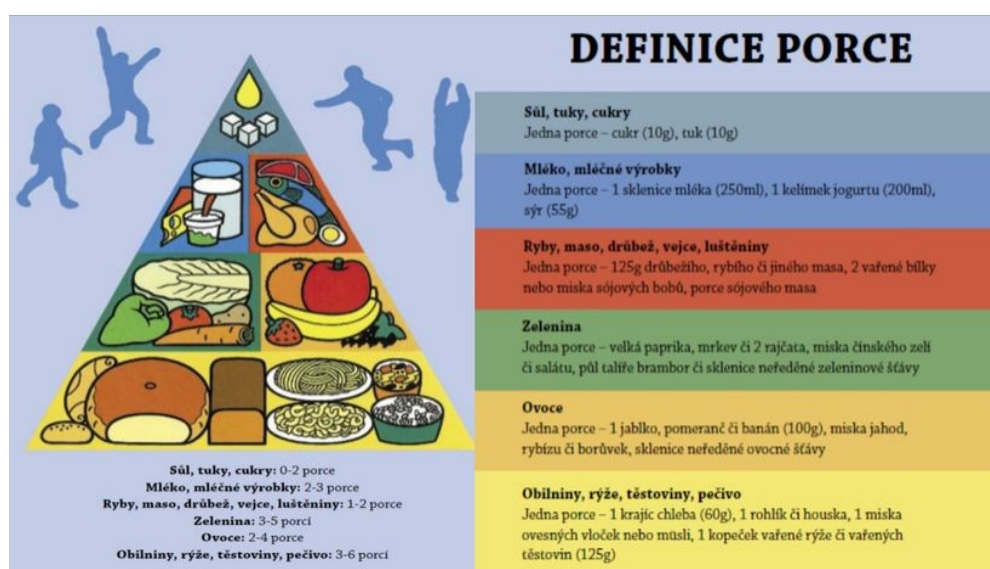 DEFINICE PORCE
Sůl, tuky, cukry
Jedna porce – cukr (10g), tuk (10g)
Mléko, mléčné výrobky
Jedna porce – 1 sklenice mléka (250ml), 1 kelímek jogurtu (200ml),
sýr (55g)
Ryby, maso, drůbež, vejce, luštěniny
Jedna porce – 125g drůbežího, rybího či jiného masa, 2 vařené bílky
nebo miska sójových bobů, porce sójového masa
Zelenina
Jedna porce – velká paprika, mrkev či 2 rajčata, miska čínského zelí
či salátu, půl talíře brambor či sklenice neředěné zeleninové šťávy
Ovoce
Jedna porce – 1 jablko, pomeranč či banán (100g), miska jahod,
rybízu či borůvek, sklenice neředěné ovocné šťávy
Obilniny, rýže, těstoviny, pečivo
Jedna porce – 1 krajíc chleba (60g), 1 rohlík či houska, 1 miska
ovesných vloček nebo müsli, 1 kopeček vařené rýže či vařených
těstovin (125g)
Sůl, tuky, cukry: 0-2 porce
Mléko, mléčné výrobky: 2-3 porce
Ryby, maso, drůbež, vejce, luštěniny: 1-2 porce
Zelenina: 3-5 porcí
Ovoce: 2-4 porce
Obilniny, rýže, těstoviny, pečivo: 3-6 porcí